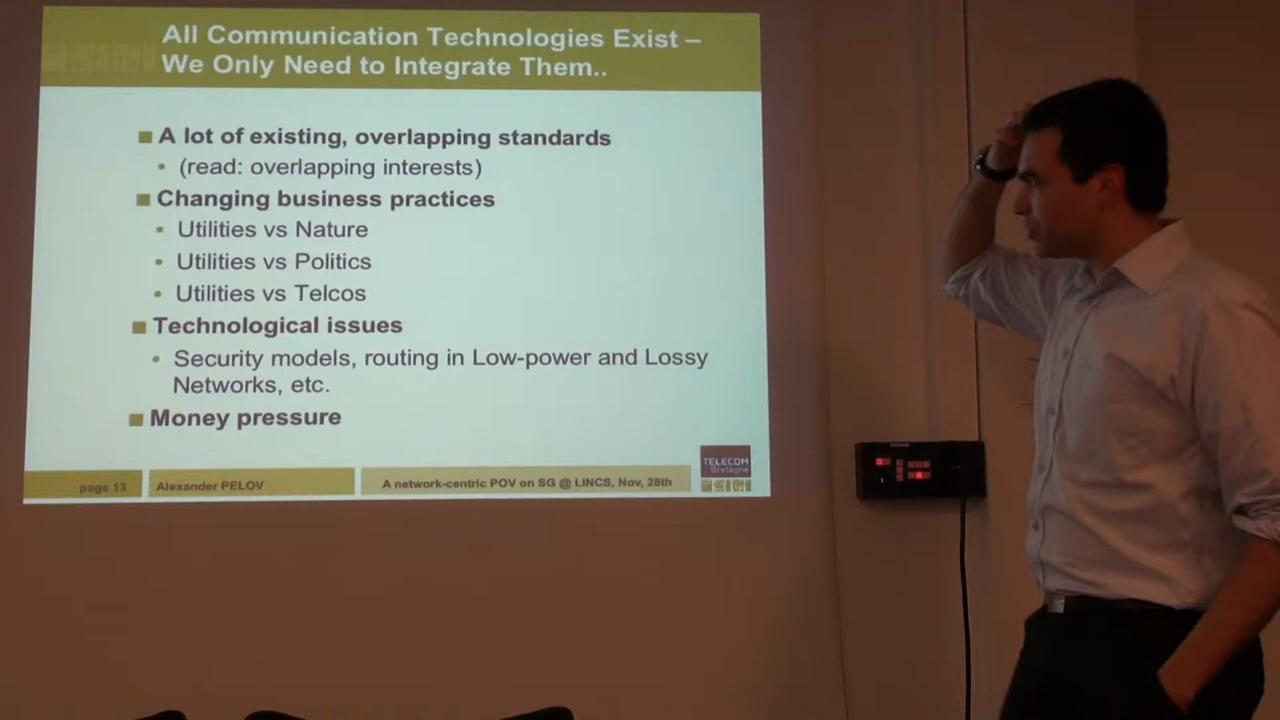 All Communication Technologies Exist –
We Only Need to Integrate Them..
A lot of existing, overlapping standards
(read: overlapping interests)
Changing business practices
Utilities vs Nature
Utilities vs Politics
Utilities vs Telcos
Technological issues
Security models, routing in Low-power and Lossy
Networks, etc.
Money pressure
page 13
Alexander PELOV
A network-centric POV on SG @ LINCS, Nov, 28th
TELECOM
Bretagne